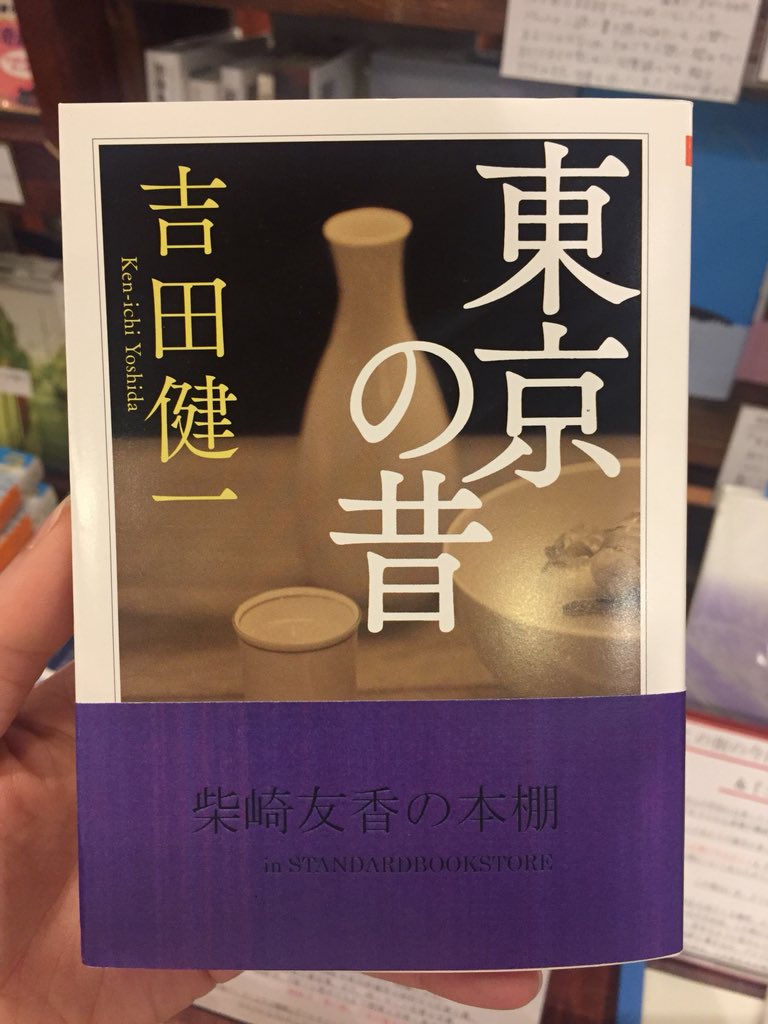 東京
の昔
吉田健一
Ken-ichi Yoshida
柴崎友香の本棚
in STANDARDBOOKSTORE